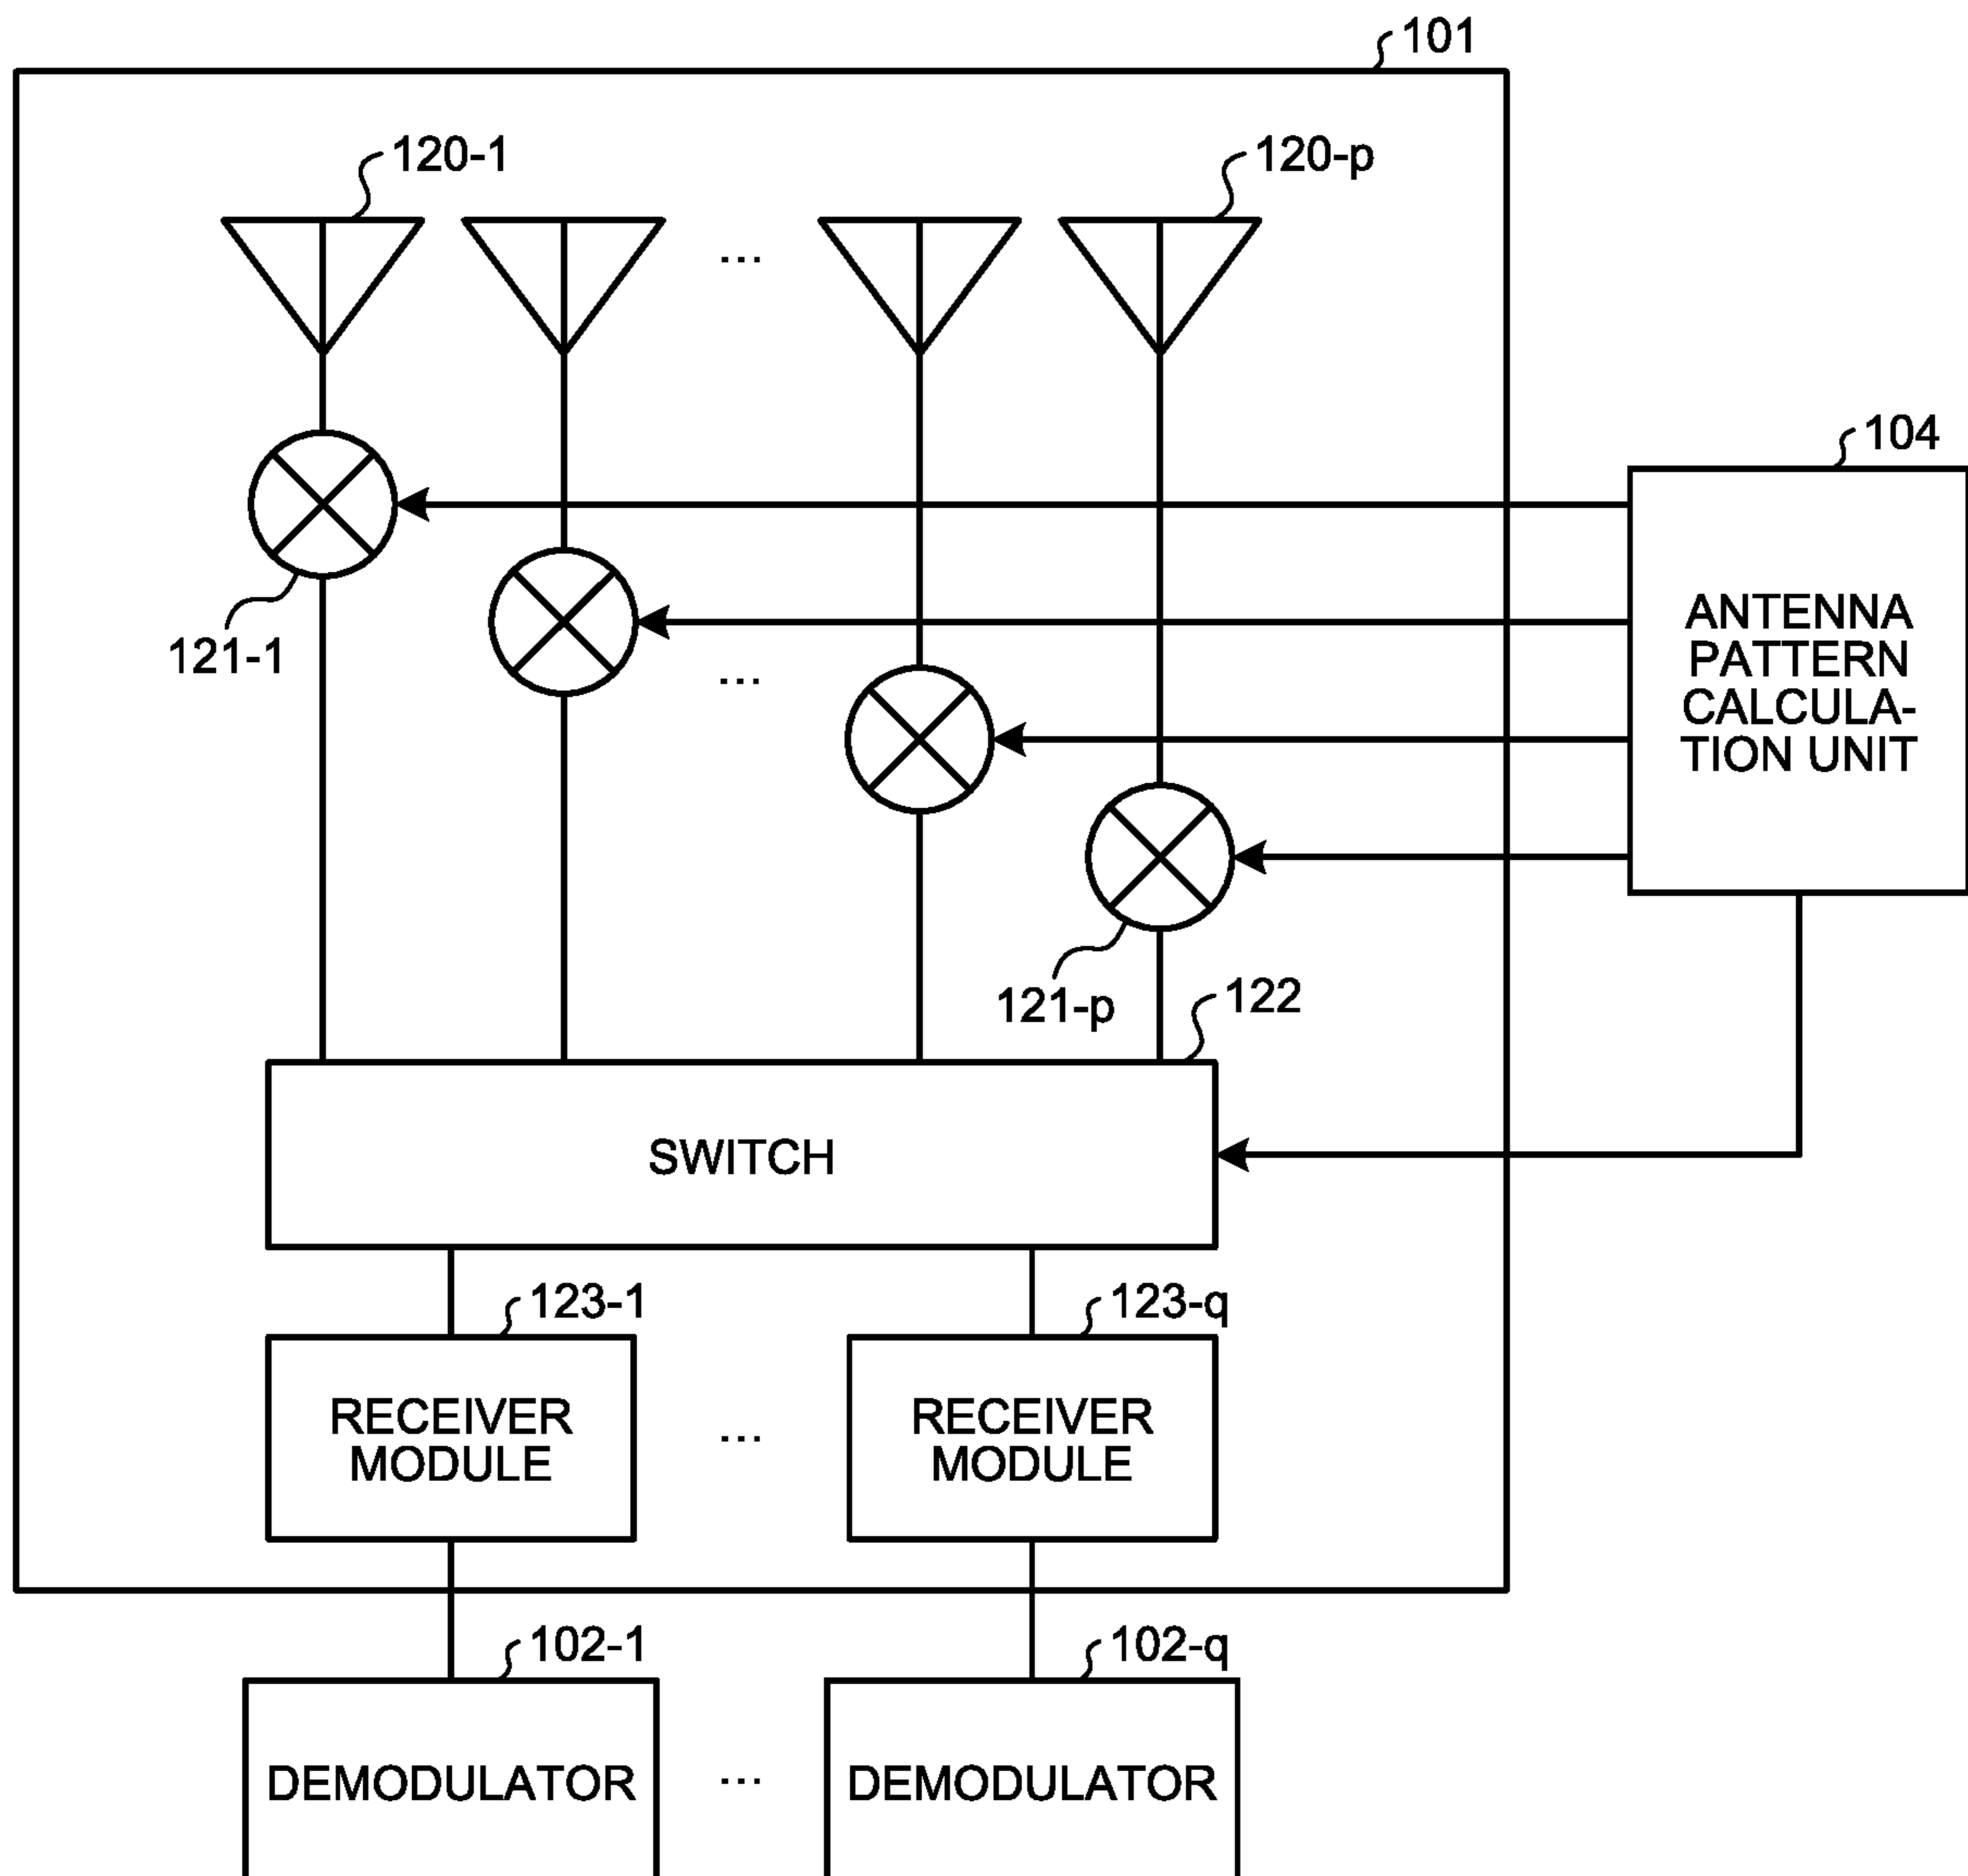 101
120-1
120-p
...
104
ANTENNA
PATTERN
CALCULA-
TION UNIT
121-1
...
121-p
122
SWITCH
123-1
123-q
RECEIVER
MODULE
...
RECEIVER
MODULE
102-1
102-q
DEMODULATOR
...
DEMODULATOR